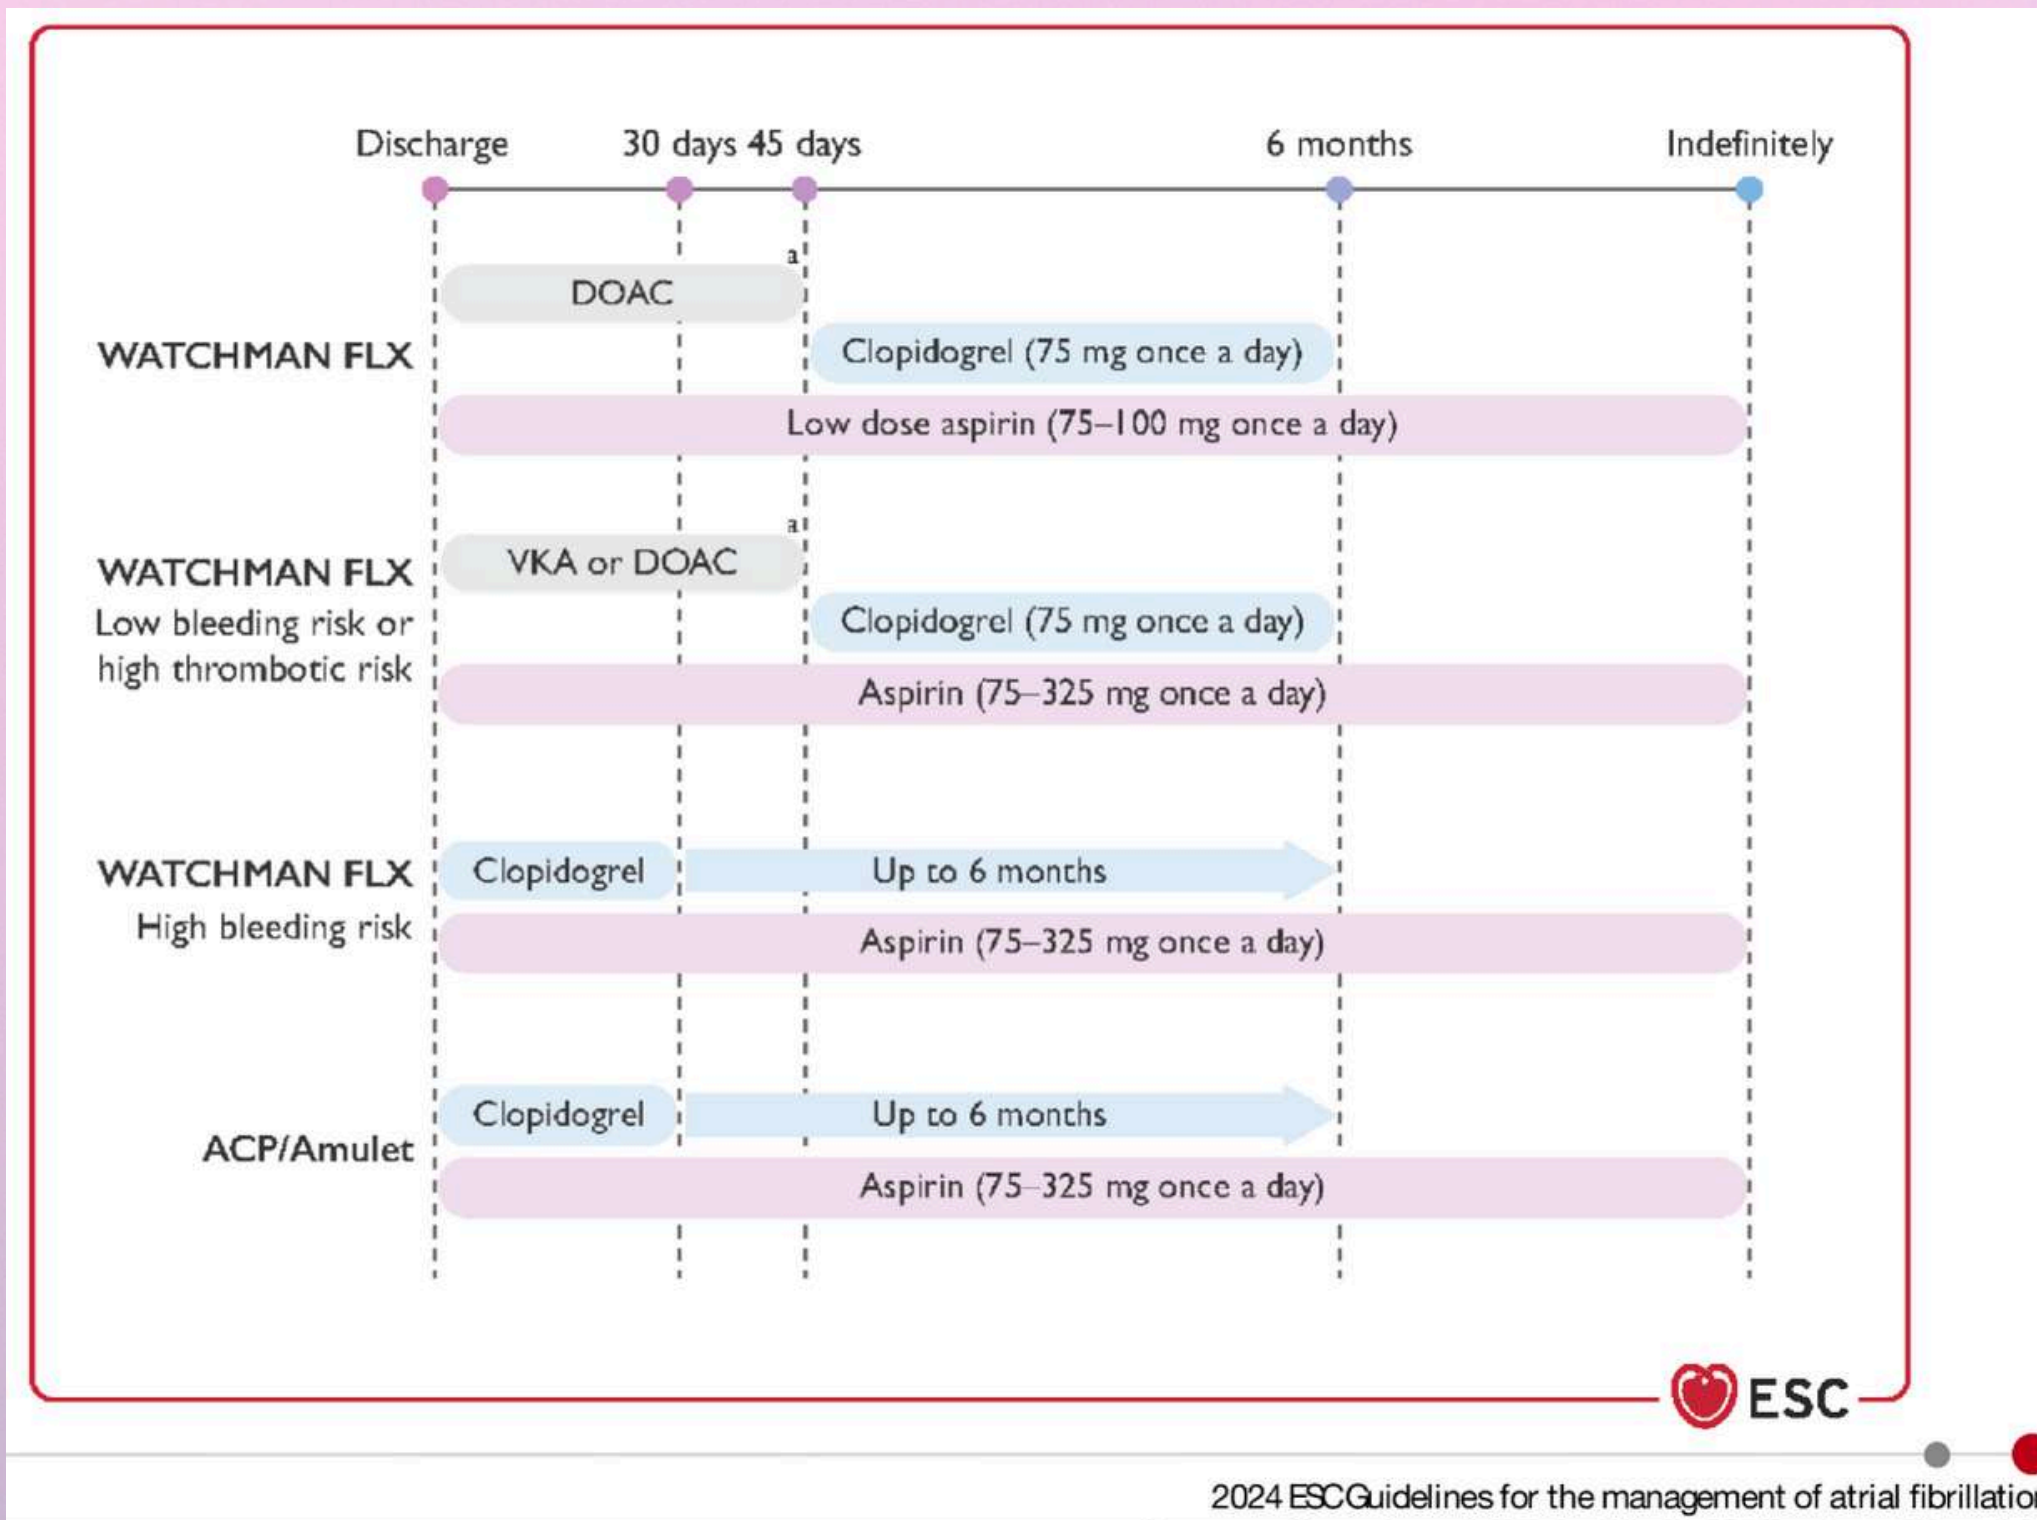 Discharge 30 days 45 days 6 months Indefinitely
a
DOAC
WATCHMAN FLX
Clopidogrel (75 mg once a day)
Low dose aspirin (75–100 mg once a day)
a
VKA or DOAC
WATCHMAN FLX
Low bleeding risk or
high thrombotic risk
Clopidogrel (75 mg once a day)
Aspirin (75–325 mg once a day)
WATCHMAN FLX
High bleeding risk
Clopidogrel Up to 6 months
Aspirin (75–325 mg once a day)
ACP/Amulet
Clopidogrel Up to 6 months
Aspirin (75–325 mg once a day)
ESC
2024 ESC Guidelines for the management of atrial fibrillation